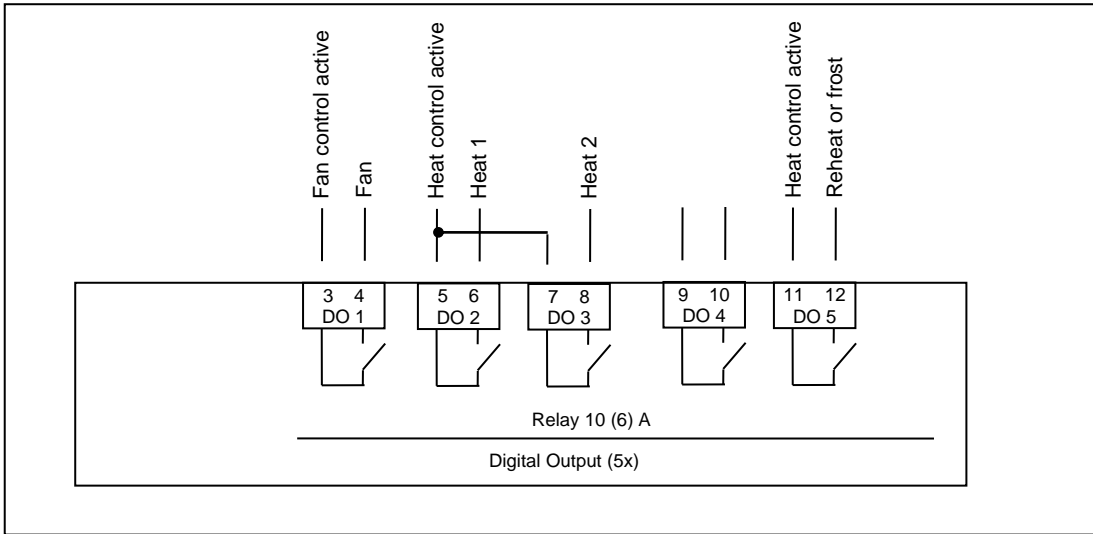 Fan control active
Fan
Heat control active
Heat 1
Heat 2
Heat control active
Reheat or frost
3 4
DO 1
5 6
DO 2
7 8
DO 3
9 10
DO 4
11 12
DO 5
Relay 10 (6) A
Digital Output (5x)